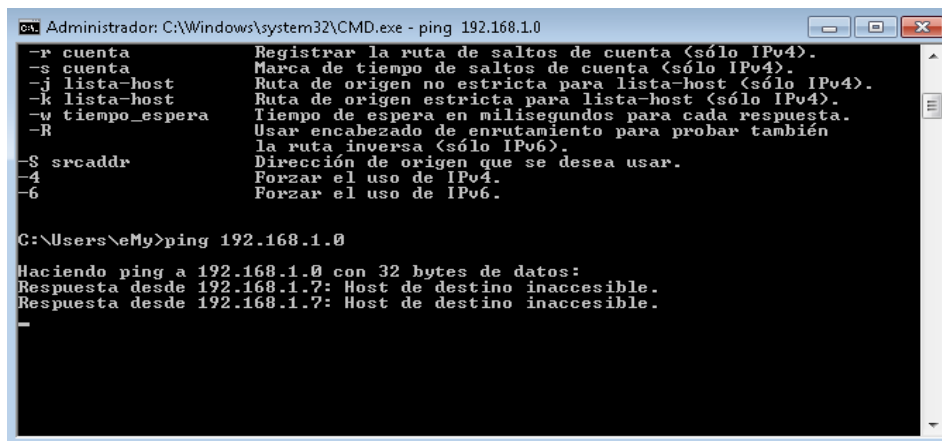 Administrador: C:\Windows\system32\CMD.exe - ping 192.168.1.0
-r cuenta Registrar la ruta de saltos de cuenta (sólo IPv4).
-s cuenta Marca de tiempo de saltos de cuenta (sólo IPv4).
-j lista-host Ruta de origen no estricta para lista-host (sólo IPv4).
-k lista-host Ruta de origen estricta para lista-host (sólo IPv4).
-w tiempo_espera Tiempo de espera en milisegundos para cada respuesta.
-R Usar encabezado de enrutamiento para probar también
la ruta inversa (sólo IPv6).
-S srcaddr Dirección de origen que se desea usar.
-4 Forzar el uso de IPv4.
-6 Forzar el uso de IPv6.
C:\Users\eMy>ping 192.168.1.0
Haciendo ping a 192.168.1.0 con 32 bytes de datos:
Respuesta desde 192.168.1.7: Host de destino inaccesible.
Respuesta desde 192.168.1.7: Host de destino inaccesible.